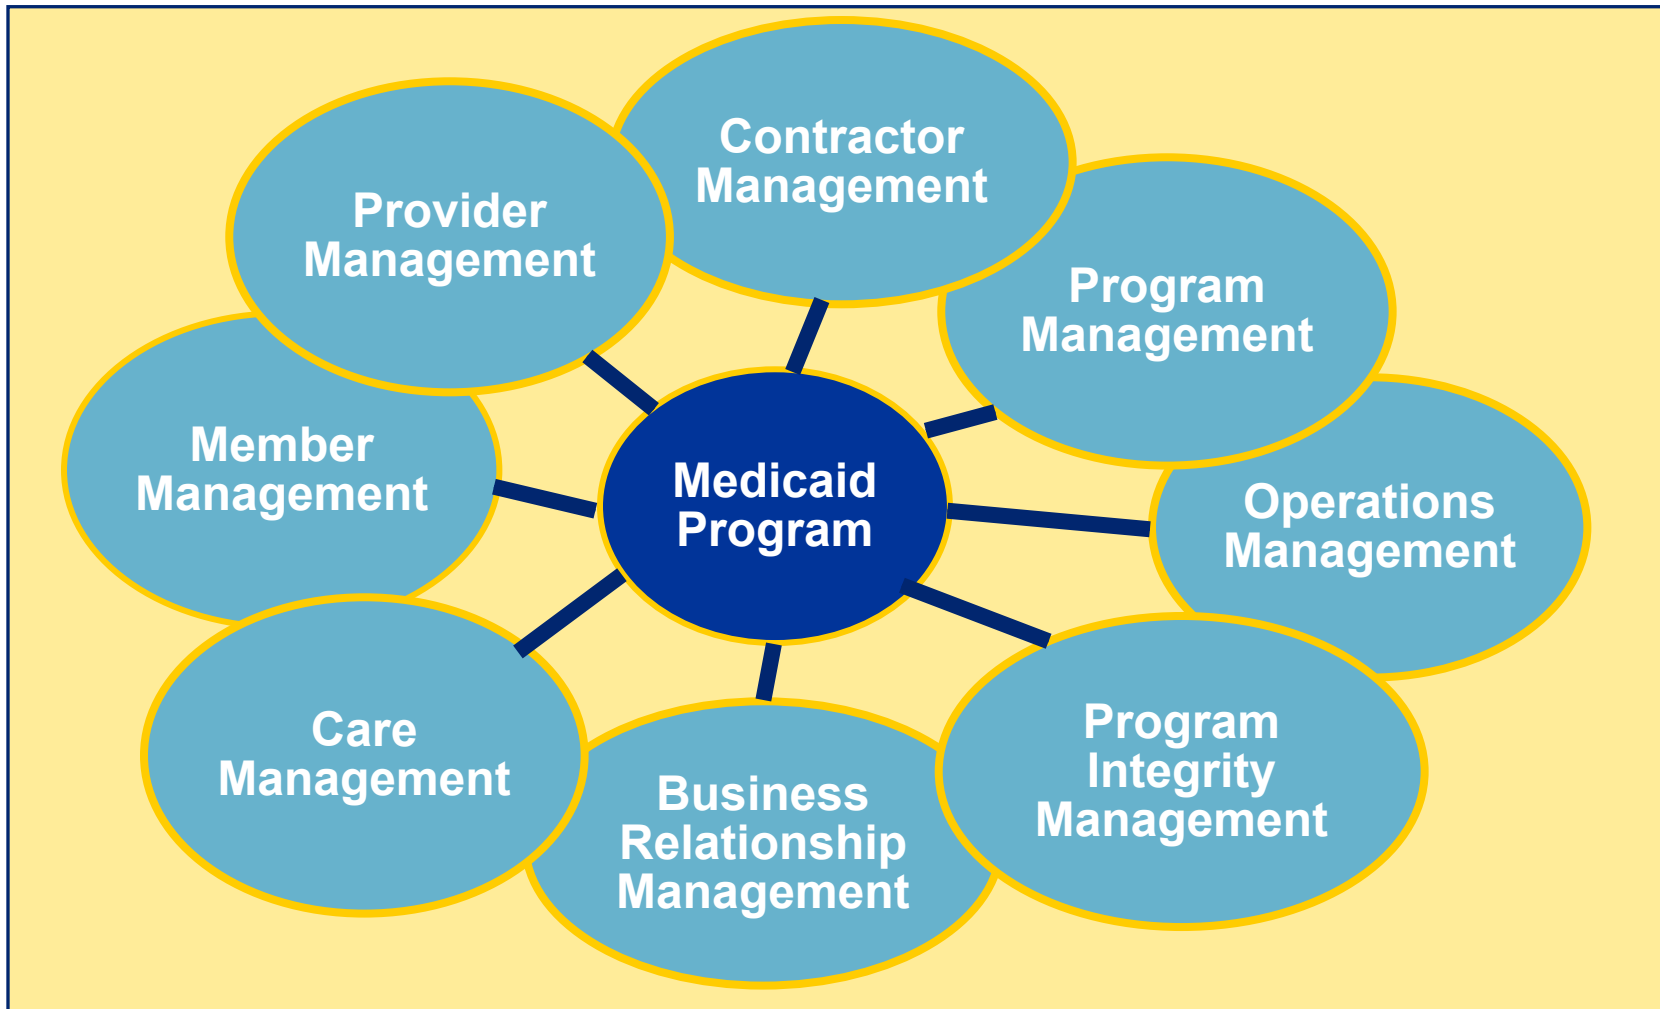 Contractor
Management
Provider
Management
Program
Management
Member
Management
Medicaid
Program
Operations
Management
Care
Management
Business
Relationship
Management
Program
Integrity
Management